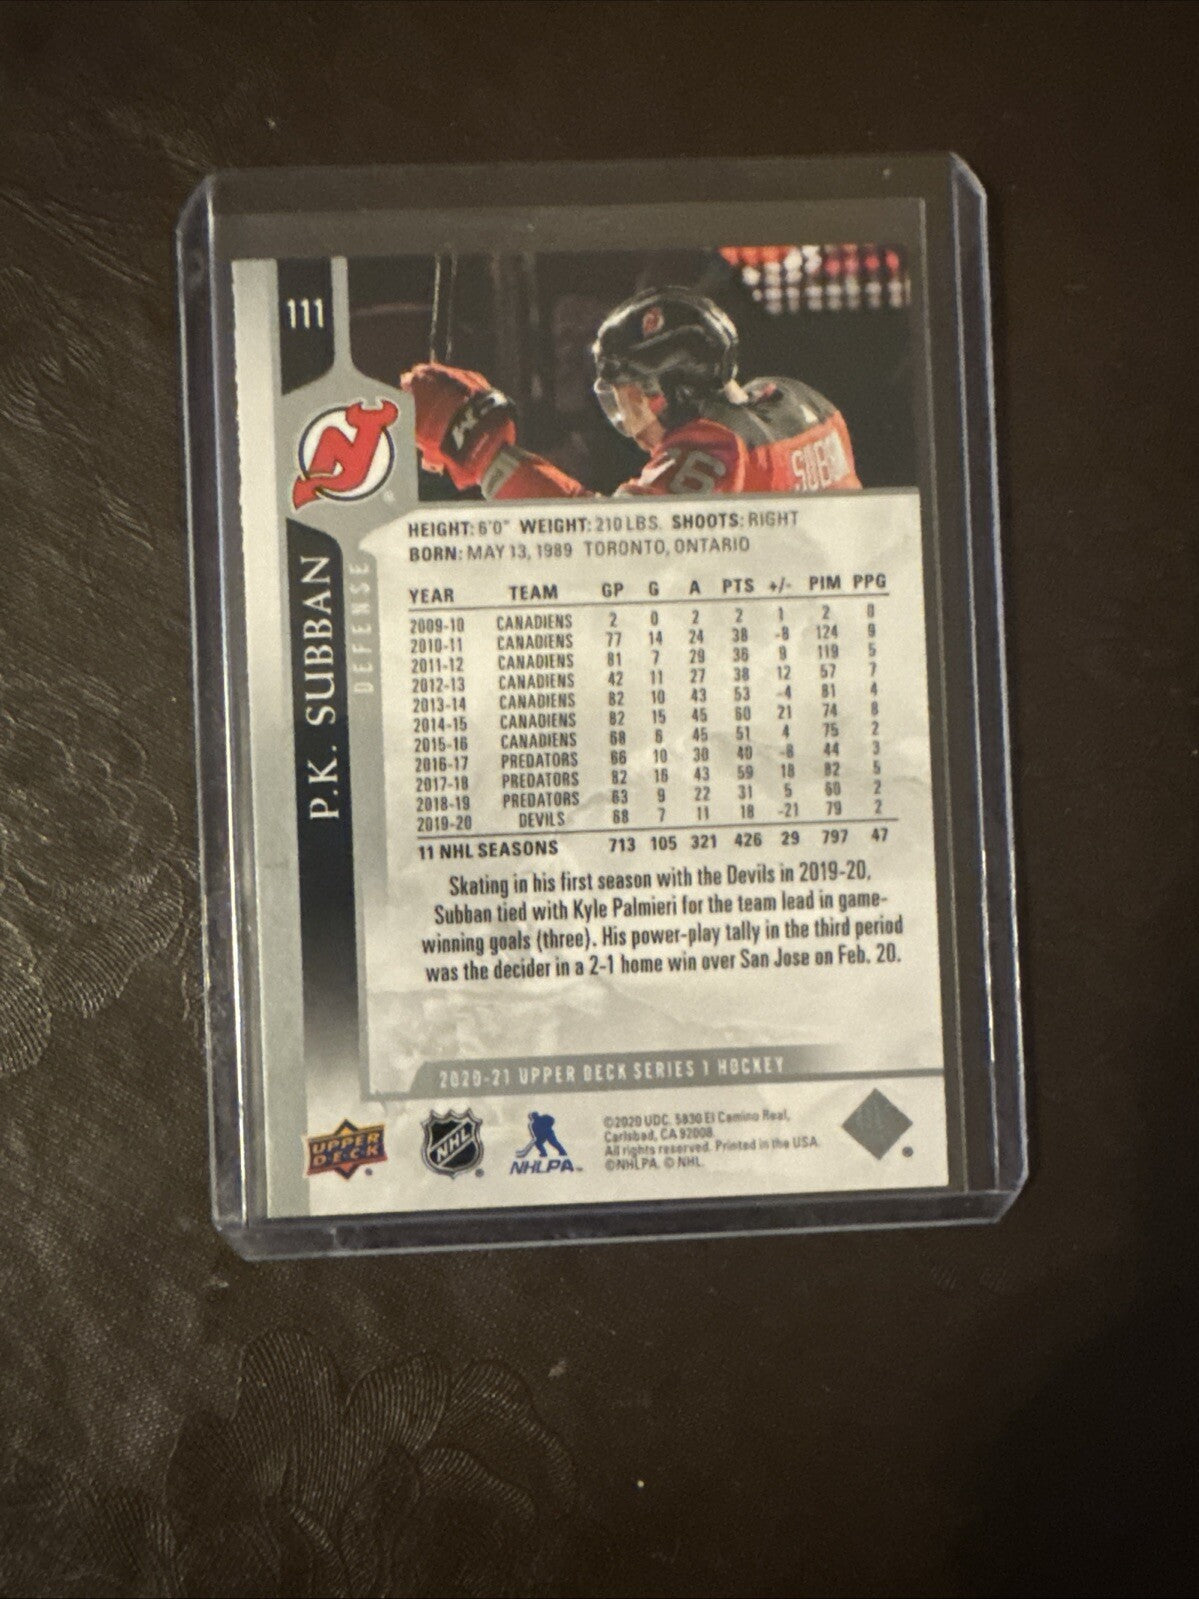 111
76
SUBBAN
P.K. SUBBAN
DEFENSE
HEIGHT: 6'0" WEIGHT: 210 LBS. SHOOTS: RIGHT
BORN: MAY 13, 1989 TORONTO, ONTARIO
YEAR TEAM GP G A PTS +/- PIM PPG
2009-10 CANADIENS 2 0 2 2 1 2 0
2010-11 CANADIENS 77 14 24 38 -8 124 9
2011-12 CANADIENS 81 7 29 36 9 119 5
2012-13 CANADIENS 42 11 27 38 12 57 7
2013-14 CANADIENS 82 10 43 53 -4 81 4
2014-15 CANADIENS 82 15 45 60 21 74 8
2015-16 CANADIENS 68 6 45 51 4 75 2
2016-17 PREDATORS 66 10 30 40 -8 44 3
2017-18 PREDATORS 82 16 43 59 18 82 5
2018-19 PREDATORS 63 9 22 31 5 60 2
2019-20 DEVILS 68 7 11 18 -21 79 2
11 NHL SEASONS 713 105 321 426 29 797 47
Skating in his first season with the Devils in 2019-20,
Subban tied with Kyle Palmieri for the team lead in game-
winning goals (three). His power-play tally in the third period
was the decider in a 2-1 home win over San Jose on Feb. 20.
2020-21 UPPER DECK SERIES 1 HOCKEY
UPPER
DECK
NHL
NHLPA
©2020 UDC. 5830 El Camino Real,
Carlsbad, CA 92008.
All rights reserved. Printed in the USA.
©NHLPA. © NHL.